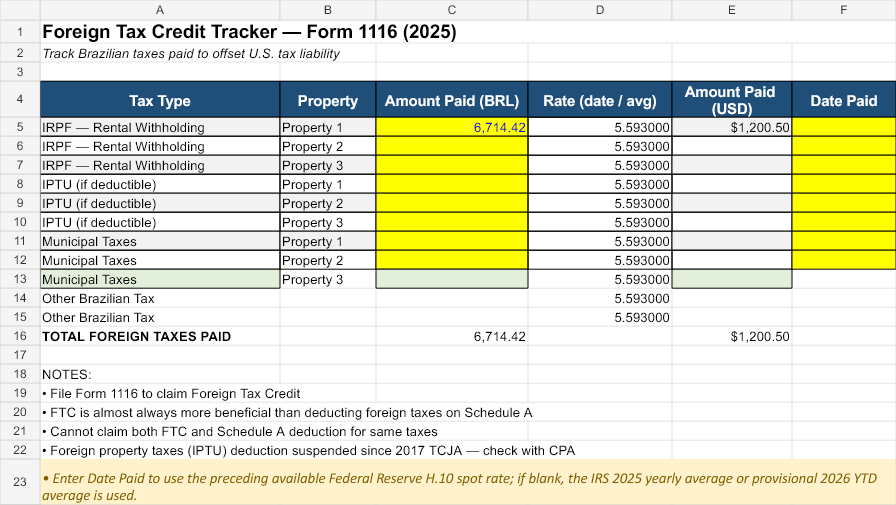 A B C D E F
1 Foreign Tax Credit Tracker — Form 1116 (2025)
2 Track Brazilian taxes paid to offset U.S. tax liability
3
4 Tax Type Property Amount Paid (BRL) Rate (date / avg) Amount Paid (USD) Date Paid
5 IRPF — Rental Withholding Property 1 6,714.42 5.593000 $1,200.50
6 IRPF — Rental Withholding Property 2 5.593000
7 IRPF — Rental Withholding Property 3 5.593000
8 IPTU (if deductible) Property 1 5.593000
9 IPTU (if deductible) Property 2 5.593000
10 IPTU (if deductible) Property 3 5.593000
11 Municipal Taxes Property 1 5.593000
12 Municipal Taxes Property 2 5.593000
13 Municipal Taxes Property 3 5.593000
14 Other Brazilian Tax 5.593000
15 Other Brazilian Tax 5.593000
16 TOTAL FOREIGN TAXES PAID 6,714.42 $1,200.50
17
18 NOTES:
19 • File Form 1116 to claim Foreign Tax Credit
20 • FTC is almost always more beneficial than deducting foreign taxes on Schedule A
21 • Cannot claim both FTC and Schedule A deduction for same taxes
22 • Foreign property taxes (IPTU) deduction suspended since 2017 TCJA — check with CPA
23 • Enter Date Paid to use the preceding available Federal Reserve H.10 spot rate; if blank, the IRS 2025 yearly average or provisional 2026 YTD
average is used.